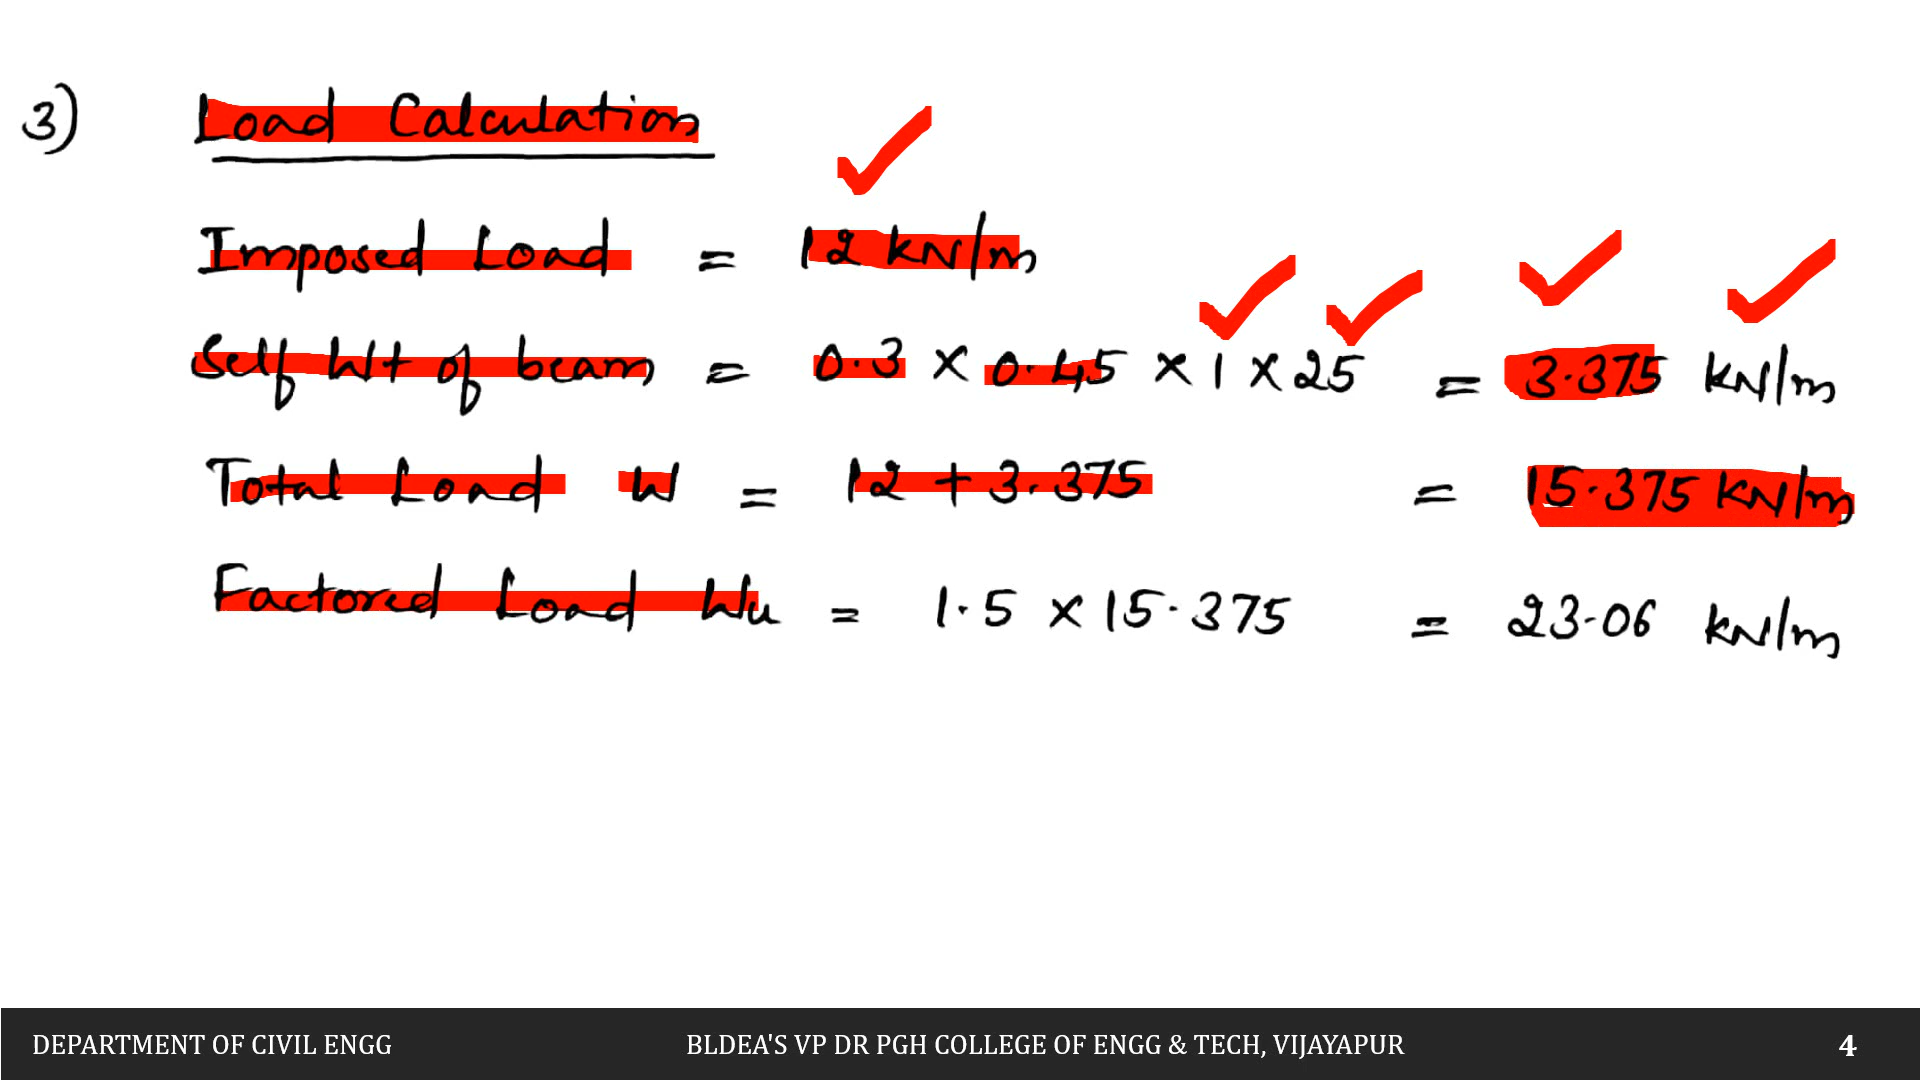 3) Load Calculation
Imposed Load = 12 kN/m
Self Wt of beam = 0.3 × 0.45 × 1 × 25 = 3.375 kN/m
Total Load W = 12 + 3.375 = 15.375 kN/m
Factored Load Wu = 1.5 × 15.375 = 23.06 kN/m
DEPARTMENT OF CIVIL ENGG BLDEA'S VP DR PGH COLLEGE OF ENGG & TECH, VIJAYAPUR 4